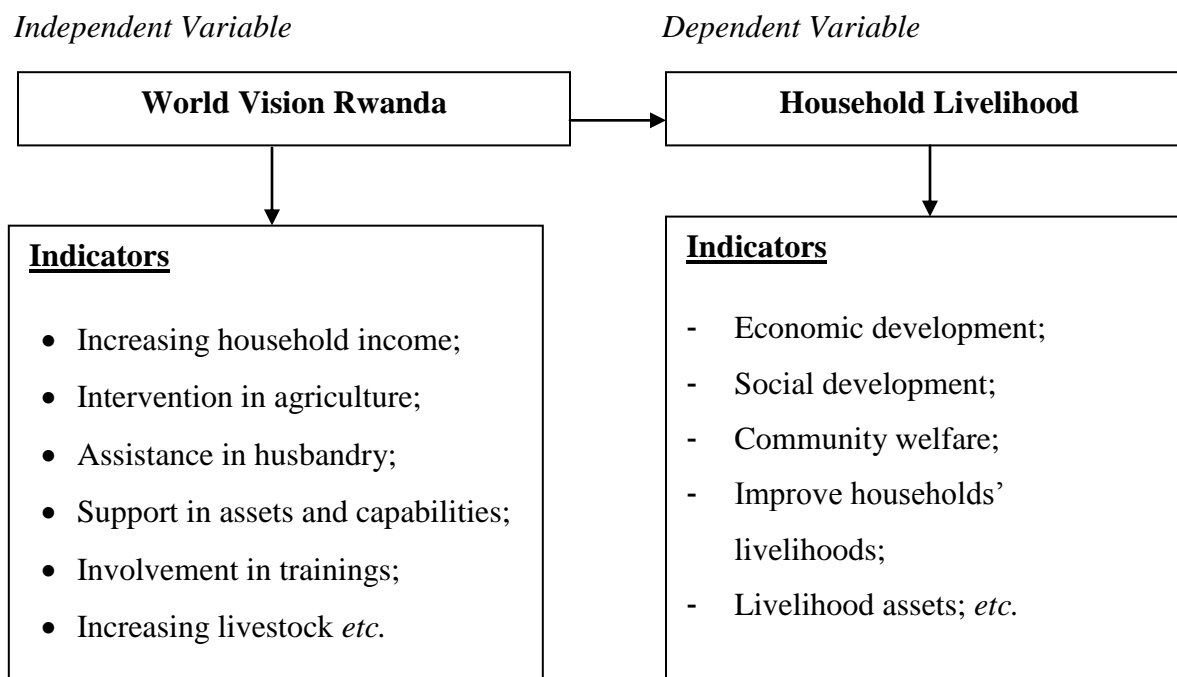 Independent Variable
Dependent Variable
World Vision Rwanda
Household Livelihood
Indicators
• Increasing household income;
• Intervention in agriculture;
• Assistance in husbandry;
• Support in assets and capabilities;
• Involvement in trainings;
• Increasing livestock etc.
Indicators
- Economic development;
- Social development;
- Community welfare;
- Improve households’
livelihoods;
- Livelihood assets; etc.